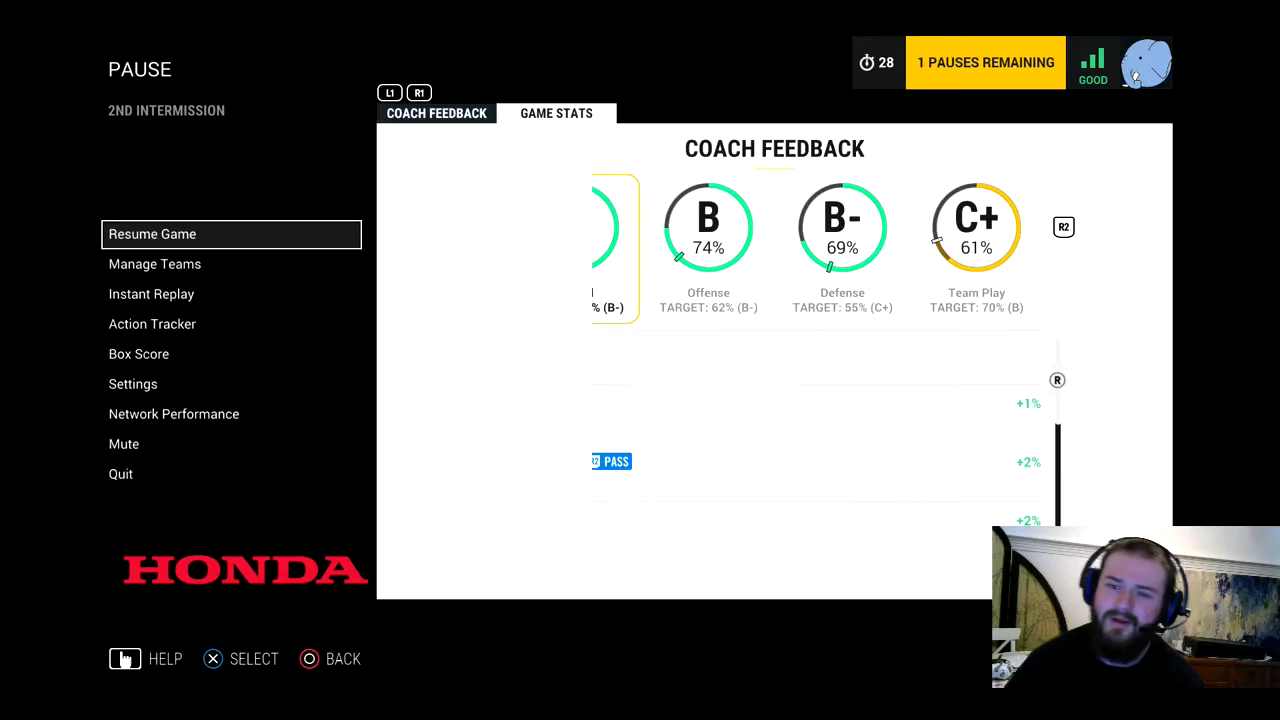 PAUSE
2ND INTERMISSION
28
1 PAUSES REMAINING
GOOD
L1 R1
COACH FEEDBACK
GAME STATS
COACH FEEDBACK
Resume Game
Manage Teams
Instant Replay
Action Tracker
Box Score
Settings
Network Performance
Mute
Quit
% (B-)
B
74%
Offense
TARGET: 62% (B-)
B-
69%
Defense
TARGET: 55% (C+)
C+
61%
Team Play
TARGET: 70% (B)
R2
R
+1%
R2 PASS
+2%
+2%
HONDA
HELP
SELECT
BACK